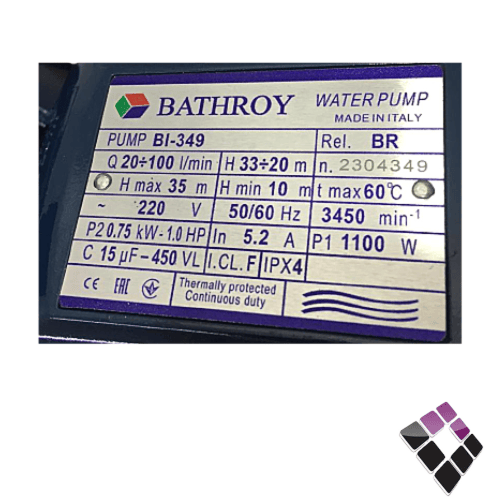 BATHROY WATER PUMP
MADE IN ITALY
PUMP BI-349 Rel. BR
Q 20÷100 l/min H 33÷20 m n. 2304349
H max 35 m H min 10 m t max 60°C
~ 220 V 50/60 Hz 3450 min⁻¹
P2 0.75 kW-1.0 HP In 5.2 A P1 1100 W
C 15 µF-450 VL I.CL. F IPX4
CE EAC Thermally protected
Continuous duty